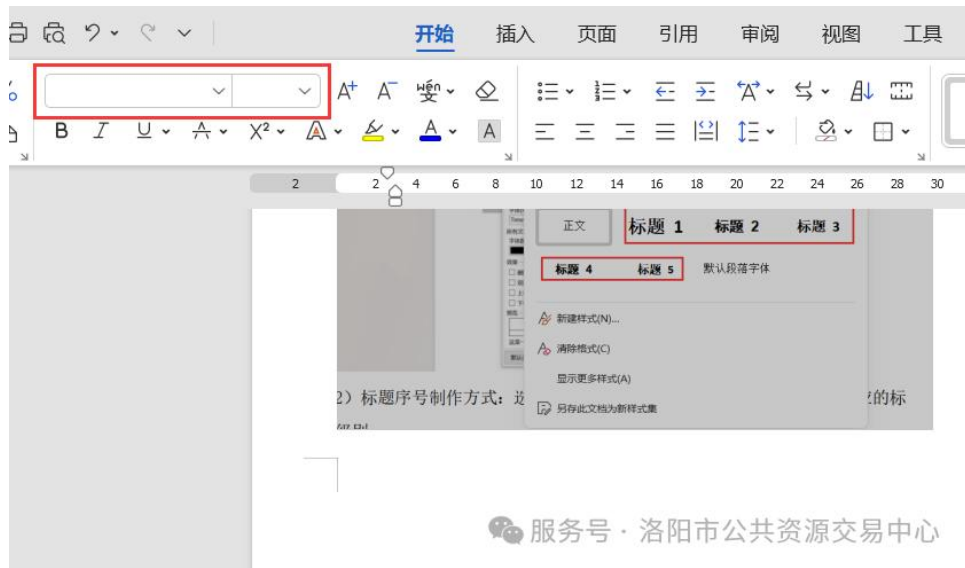 开始 插入 页面 引用 审阅 视图 工具
A+ A- wén 变
B I U A X² A A A
2 2 4 6 8 10 12 14 16 18 20 22 24 26 28 30
正文 标题 1 标题 2 标题 3
标题 4 标题 5 默认段落字体
新建样式(N)...
清除格式(C)
显示更多样式(A)
2）标题序号制作方式：
的标
另存此文档为新样式集
服务号 · 洛阳市公共资源交易中心